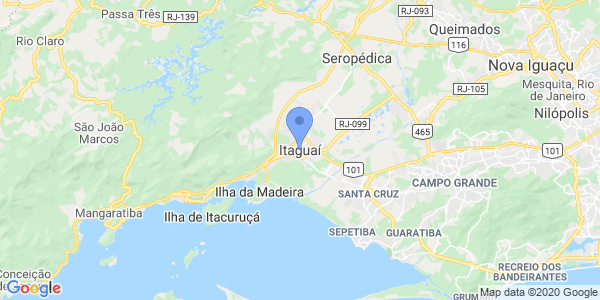 Passa Três
RJ-139
RJ-093
Queimados
Rio Claro
116
Seropédica
Nova Iguaçu
RJ-105
Mesquita, Rio
de Janeiro
Nilópolis
São João
Marcos
RJ-099
465
Itaguaí
101
101
Ilha da Madeira
SANTA CRUZ
CAMPO GRANDE
Mangaratiba
Ilha de Itacuruçá
SEPETIBA
GUARATIBA
Conceição
de
RECREIO DOS
BANDEIRANTES
Google
GRUM
Map data ©2020 Google